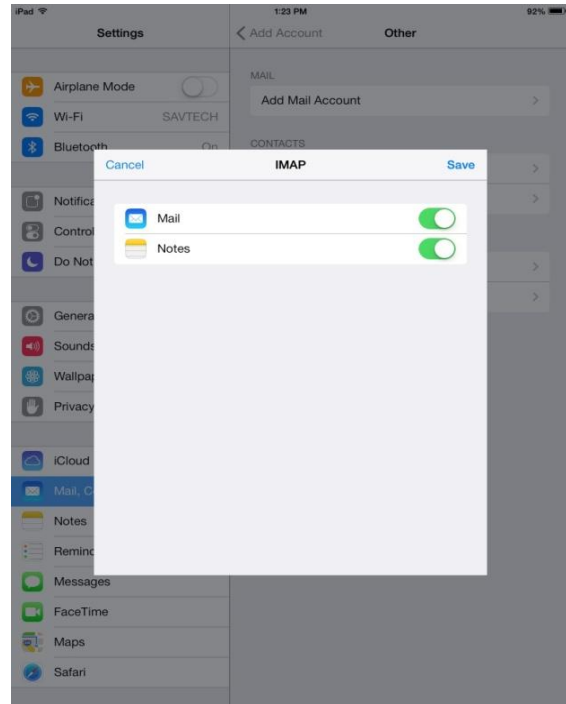 iPad 1:23 PM 92%
Settings
Add Account Other
Airplane Mode
Wi-Fi SAVTECH
Bluetooth On
Notifica
Control
Do Not
Genera
Sounds
Wallpap
Privacy
iCloud
Mail, C
Notes
Remind
Messages
FaceTime
Maps
Safari
MAIL
Add Mail Account
CONTACTS
Cancel IMAP Save
Mail
Notes